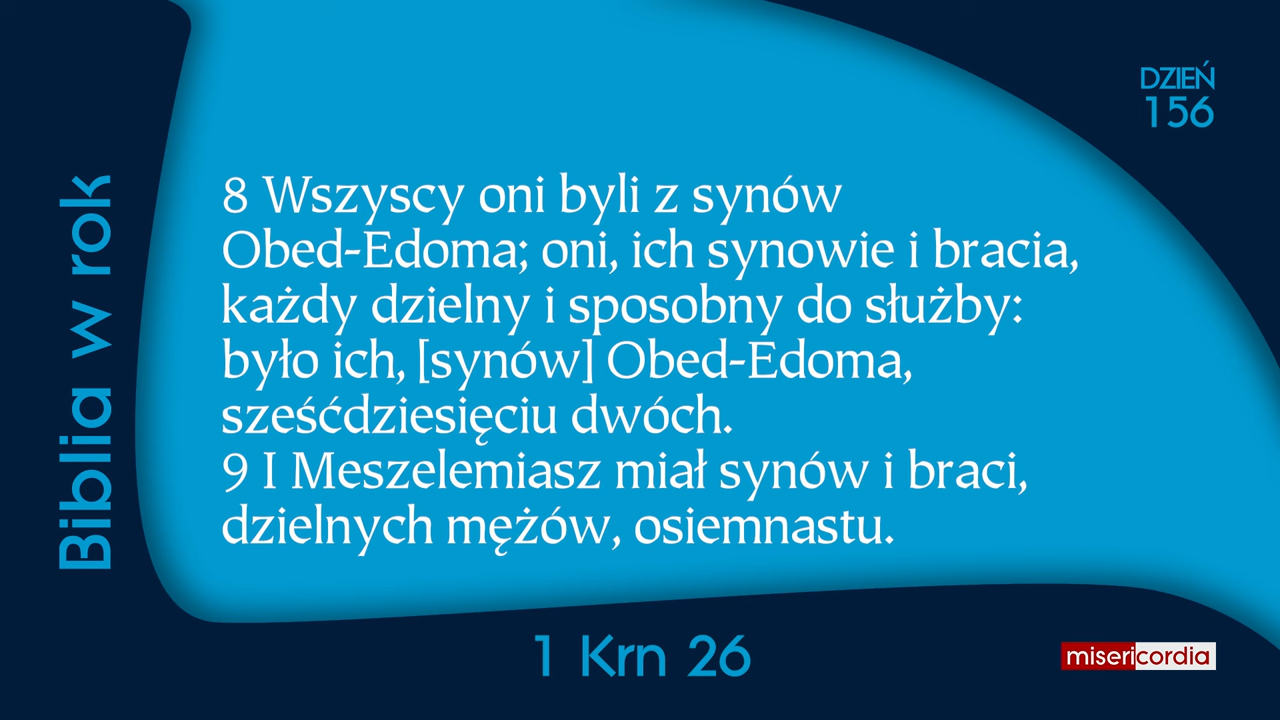 DZIEŃ
156
Biblia w rok
8 Wszyscy oni byli z synów
Obed-Edoma; oni, ich synowie i bracia,
każdy dzielny i sposobny do służby:
było ich, [synów] Obed-Edoma,
sześćdziesięciu dwóch.
9 I Meszelemiasz miał synów i braci,
dzielnych mężów, osiemnastu.
1 Krn 26
misericordia